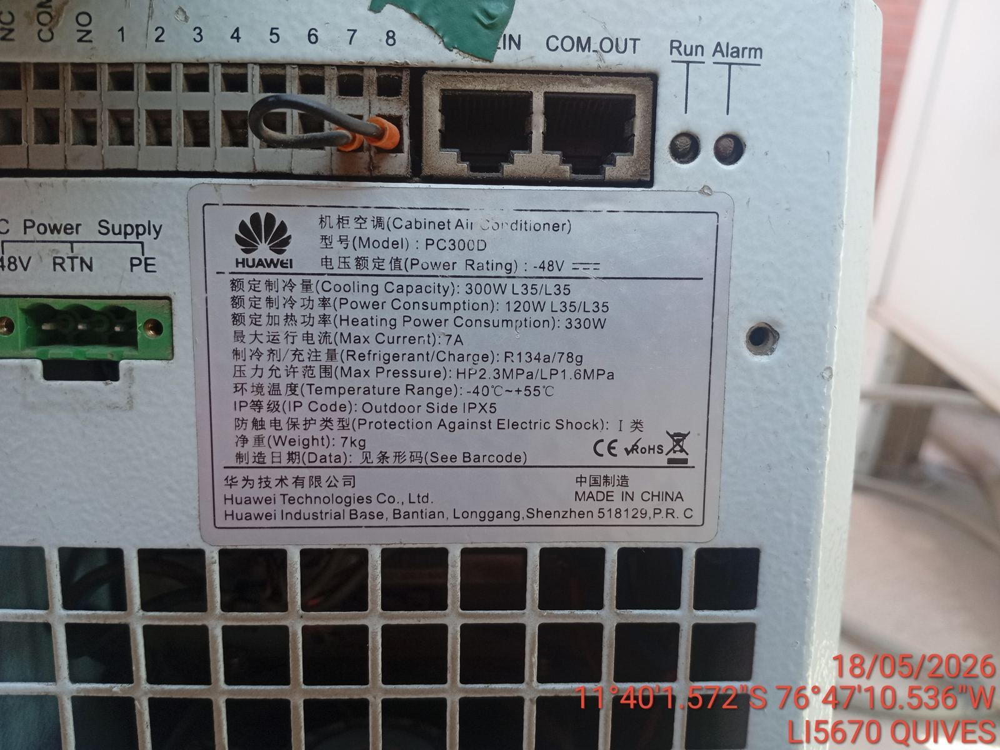 NC COM NO 1 2 3 4 5 6 7 8 COM_OUT Run Alarm
Power Supply
48V RTN PE
HUAWEI
机柜空调(Cabinet Air Conditioner)
型号(Model) : PC300D
电压额定值(Power Rating) : -48V
额定制冷量(Cooling Capacity): 300W L35/L35
额定制冷功率(Power Consumption): 120W L35/L35
额定加热功率(Heating Power Consumption): 330W
最大运行电流(Max Current): 7A
制冷剂/充注量(Refrigerant/Charge): R134a/78g
压力允许范围(Max Pressure): HP2.3MPa/LP1.6MPa
环境温度(Temperature Range): -40℃~+55℃
IP等级(IP Code): Outdoor Side IPX5
防触电保护类型(Protection Against Electric Shock): I 类
净重(Weight): 7kg
制造日期(Data): 见条形码(See Barcode)
CE RoHS
华为技术有限公司
中国制造
Huawei Technologies Co., Ltd.
MADE IN CHINA
Huawei Industrial Base, Bantian, Longgang,Shenzhen 518129,P.R. C
18/05/2026
11°40'1.572"S 76°47'10.536"W
LI5670 QUIVES